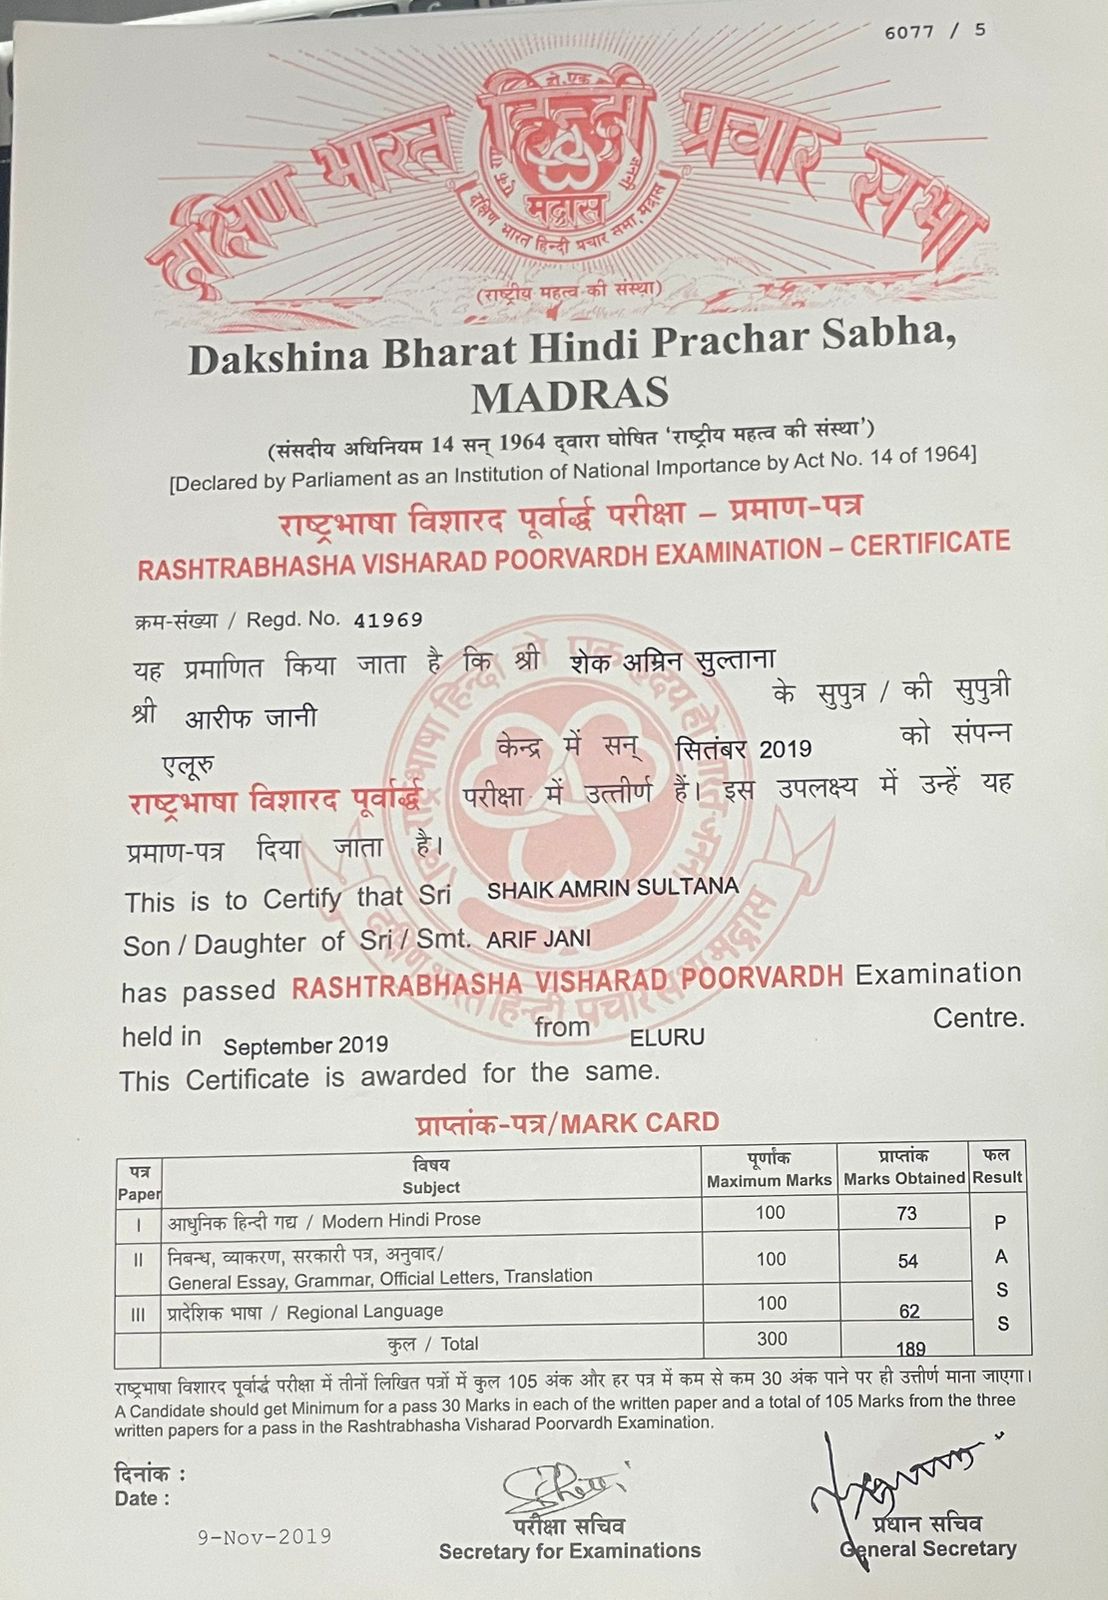 6077 / 5
दक्षिण भारत हिन्दी प्रचार सभा
मद्रास
दक्षिण भारत हिन्दी प्रचार सभा, मद्रास
(राष्ट्रीय महत्व की संस्था)
Dakshina Bharat Hindi Prachar Sabha,
MADRAS
(संसदीय अधिनियम 14 सन् 1964 द्वारा घोषित 'राष्ट्रीय महत्व की संस्था')
[Declared by Parliament as an Institution of National Importance by Act No. 14 of 1964]
राष्ट्रभाषा विशारद पूर्वार्द्ध परीक्षा – प्रमाण-पत्र
RASHTRABHASHA VISHARAD POORVARDH EXAMINATION – CERTIFICATE
क्रम-संख्या / Regd. No. 41969
यह प्रमाणित किया जाता है कि श्री शेक अम्रिन सुल्ताना
श्री आरीफ जानी के सुपुत्र / की सुपुत्री
एलूरु केन्द्र में सन् सितंबर 2019 को संपन्न
राष्ट्रभाषा विशारद पूर्वार्द्ध परीक्षा में उत्तीर्ण हैं। इस उपलक्ष्य में उन्हें यह
प्रमाण-पत्र दिया जाता है।
This is to Certify that Sri SHAIK AMRIN SULTANA
Son / Daughter of Sri / Smt. ARIF JANI
has passed RASHTRABHASHA VISHARAD POORVARDH Examination
held in September 2019 from ELURU Centre.
This Certificate is awarded for the same.
प्राप्तांक-पत्र/MARK CARD
पत्र विषय पूर्णांक प्राप्तांक फल
Paper Subject Maximum Marks Marks Obtained Result
I आधुनिक हिन्दी गद्य / Modern Hindi Prose 100 73 PASS
II निबन्ध, व्याकरण, सरकारी पत्र, अनुवाद/ 100 54
General Essay, Grammar, Official Letters, Translation
III प्रादेशिक भाषा / Regional Language 100 62
कुल / Total 300 189
राष्ट्रभाषा विशारद पूर्वार्द्ध परीक्षा में तीनों लिखित पत्रों में कुल 105 अंक और हर पत्र में कम से कम 30 अंक पाने पर ही उत्तीर्ण माना जाएगा।
A Candidate should get Minimum for a pass 30 Marks in each of the written paper and a total of 105 Marks from the three
written papers for a pass in the Rashtrabhasha Visharad Poorvardh Examination.
दिनांक :
Date :
9-Nov-2019
परीक्षा सचिव
Secretary for Examinations
प्रधान सचिव
General Secretary